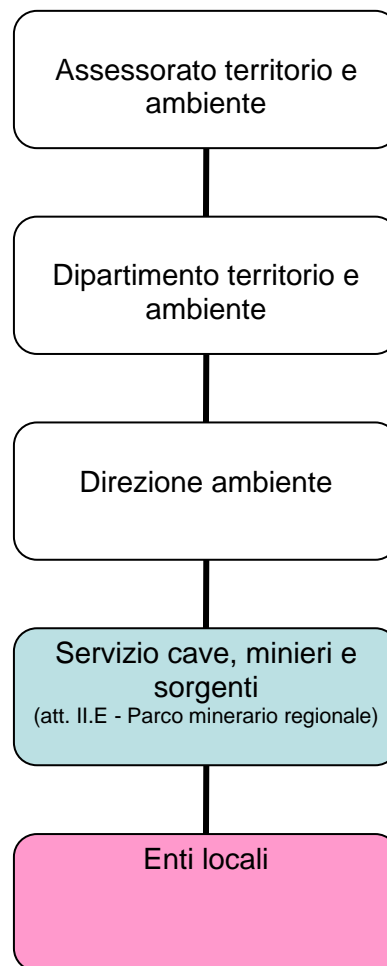 Assessorato territorio e
ambiente
Dipartimento territorio e
ambiente
Direzione ambiente
Servizio cave, minieri e
sorgenti
(att. II.E - Parco minerario regionale)
Enti locali